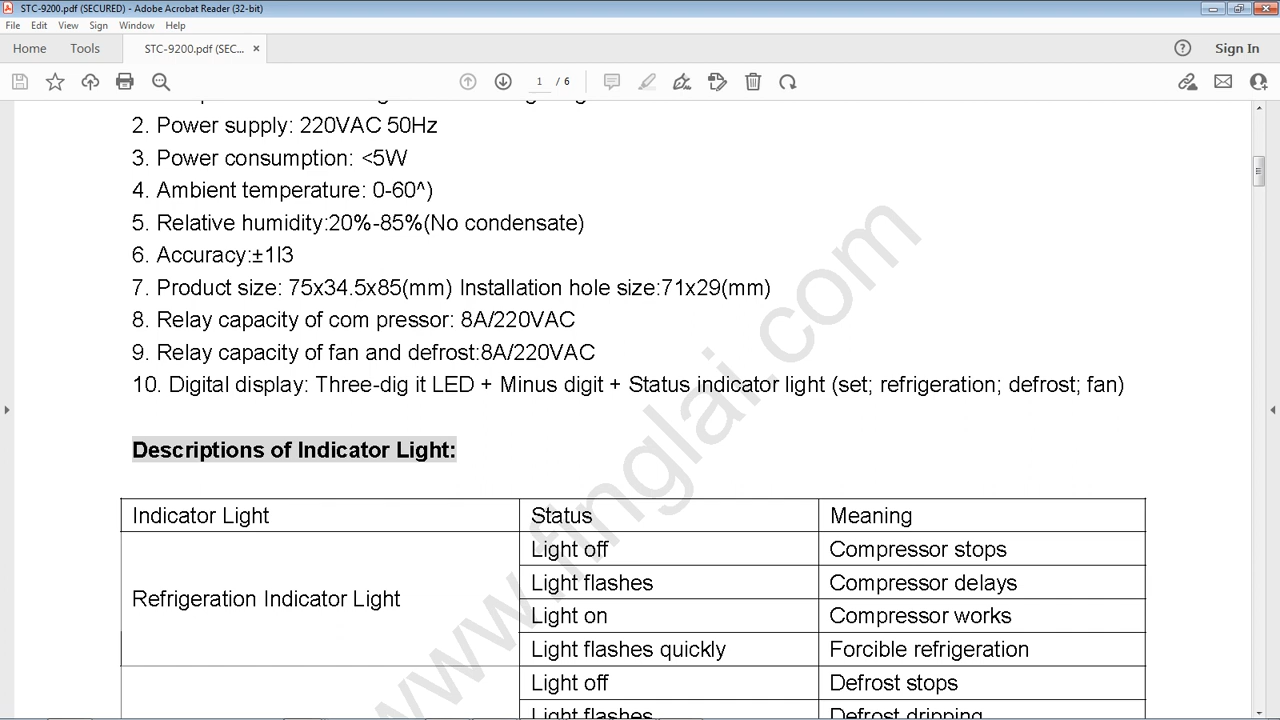 STC-9200.pdf (SECURED) - Adobe Acrobat Reader (32-bit)
File Edit View Sign Window Help
Home Tools STC-9200.pdf (SEC... × ? Sign In
1 / 6
2. Power supply: 220VAC 50Hz
3. Power consumption: <5W
4. Ambient temperature: 0-60^)
5. Relative humidity:20%-85%(No condensate)
6. Accuracy:±1l3
7. Product size: 75x34.5x85(mm) Installation hole size:71x29(mm)
8. Relay capacity of com pressor: 8A/220VAC
9. Relay capacity of fan and defrost:8A/220VAC
10. Digital display: Three-dig it LED + Minus digit + Status indicator light (set; refrigeration; defrost; fan)
Descriptions of Indicator Light:
Indicator Light Status Meaning
Light off Compressor stops
Light flashes Compressor delays
Refrigeration Indicator Light
Light on Compressor works
Light flashes quickly Forcible refrigeration
Light off Defrost stops
Light flashes Defrost dripping